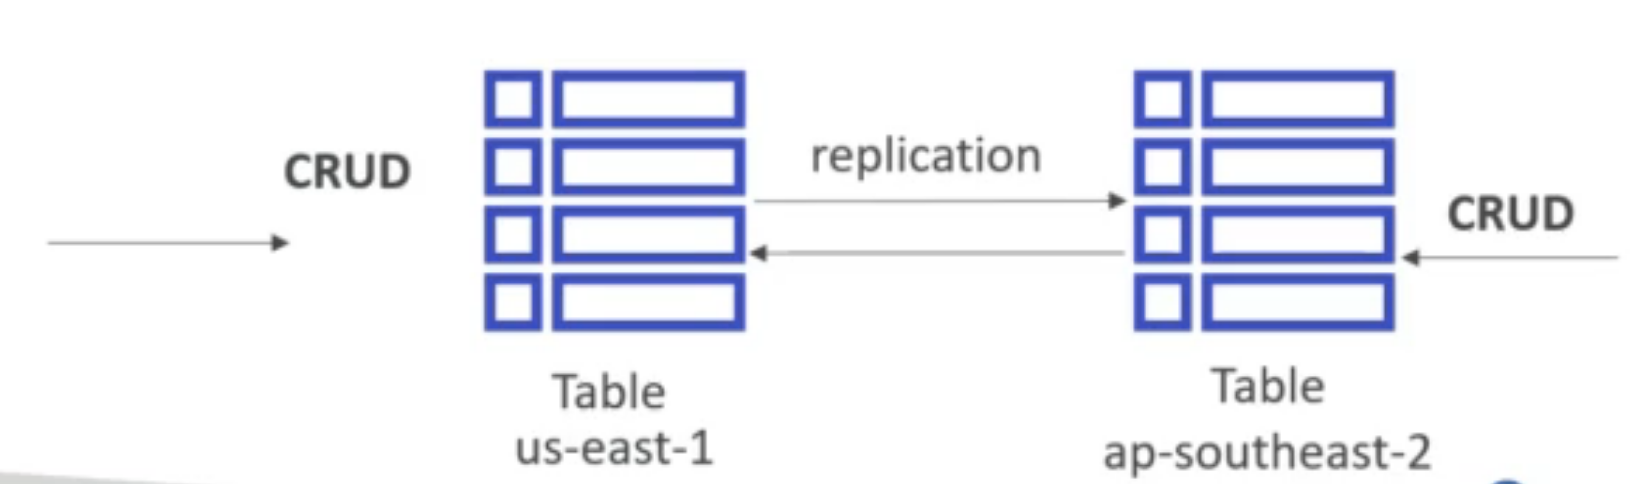 CRUD
replication
CRUD
Table
us-east-1
Table
ap-southeast-2